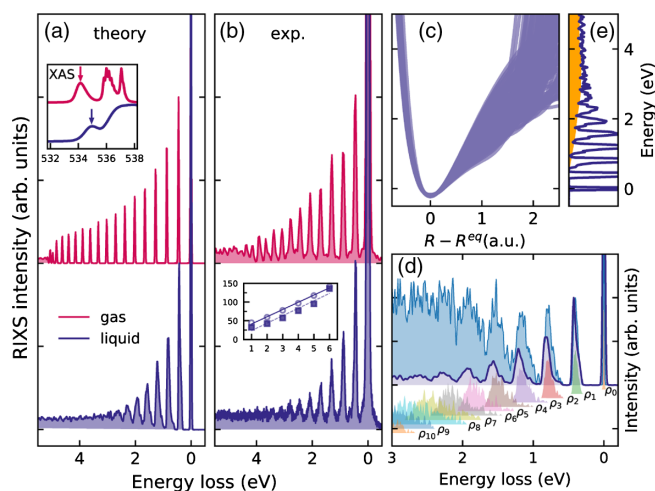 (a) theory
XAS
532 534 536 538
gas
liquid
RIXS intensity (arb. units)
4 2 0
Energy loss (eV)
(b) exp.
150
100
50
0
1 2 3 4 5 6
4 2 0
Energy loss (eV)
(c)
0 1 2
R − R^eq(a.u.)
(e)
4
2
0
Energy (eV)
(d)
ρ0
ρ1
ρ2
ρ3
ρ4
ρ5
ρ6
ρ7
ρ8
ρ9
ρ10
3 2 1 0
Energy loss (eV)
Intensity (arb. units)